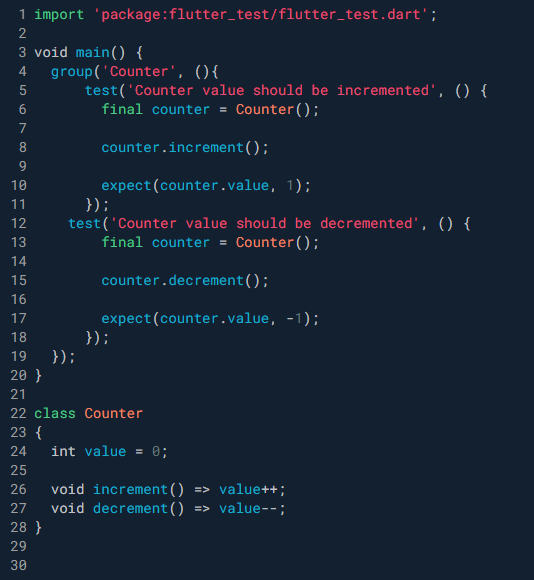 1 import 'package:flutter_test/flutter_test.dart';
2
3 void main() {
4   group('Counter', (){
5       test('Counter value should be incremented', () {
6         final counter = Counter();
7
8         counter.increment();
9
10         expect(counter.value, 1);
11       });
12     test('Counter value should be decremented', () {
13         final counter = Counter();
14
15         counter.decrement();
16
17         expect(counter.value, -1);
18       });
19   });
20 }
21
22 class Counter
23 {
24   int value = 0;
25
26   void increment() => value++;
27   void decrement() => value--;
28 }
29
30